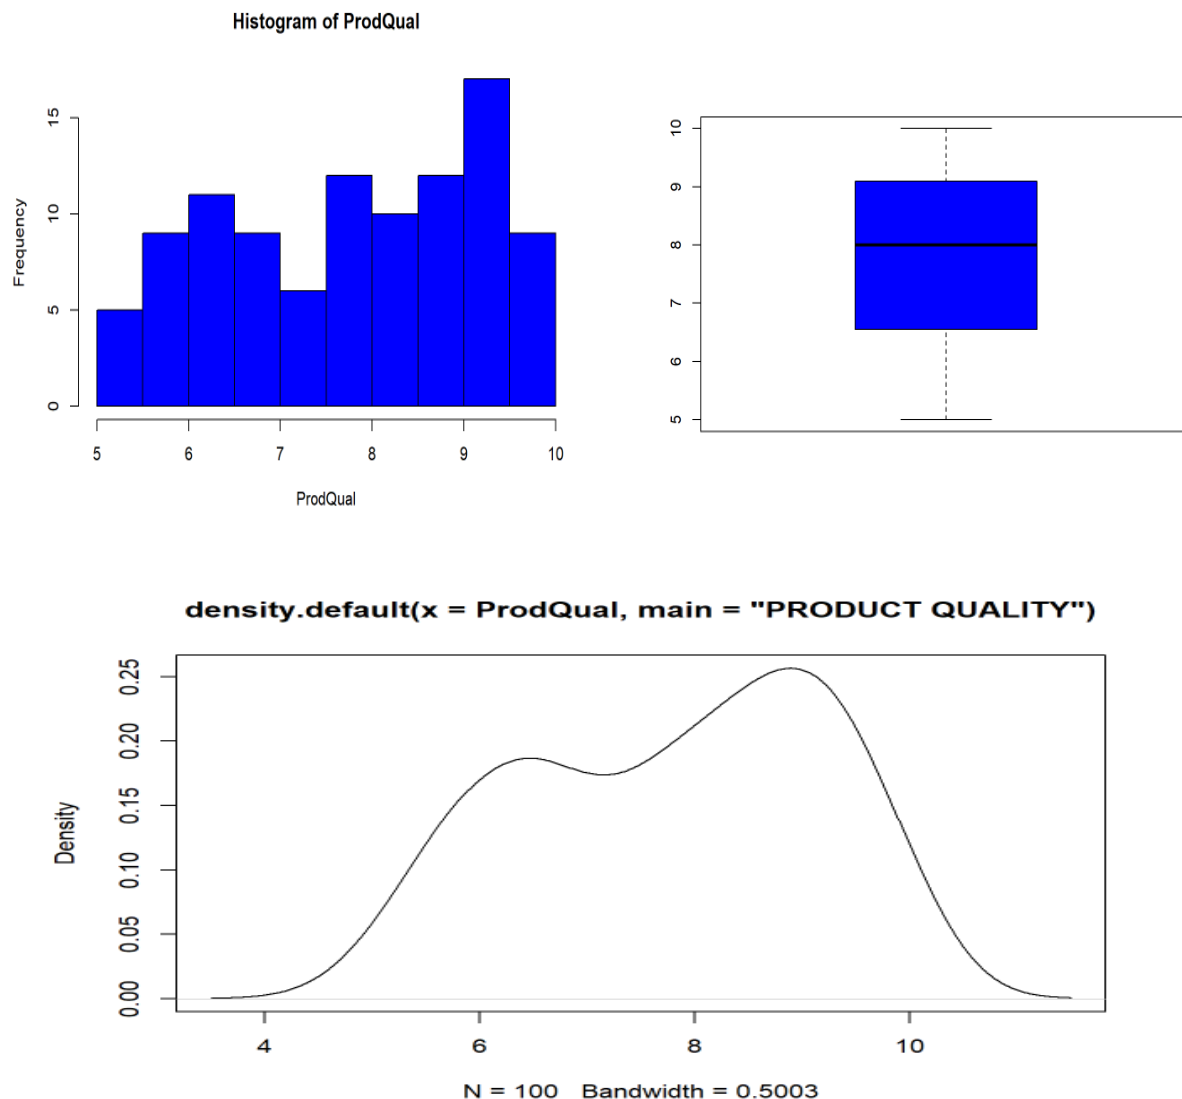 Histogram of ProdQual
Frequency
0
5
10
15
5 6 7 8 9 10
ProdQual
5
6
7
8
9
10
density.default(x = ProdQual, main = "PRODUCT QUALITY")
Density
0.00
0.05
0.10
0.15
0.20
0.25
4 6 8 10
N = 100 Bandwidth = 0.5003